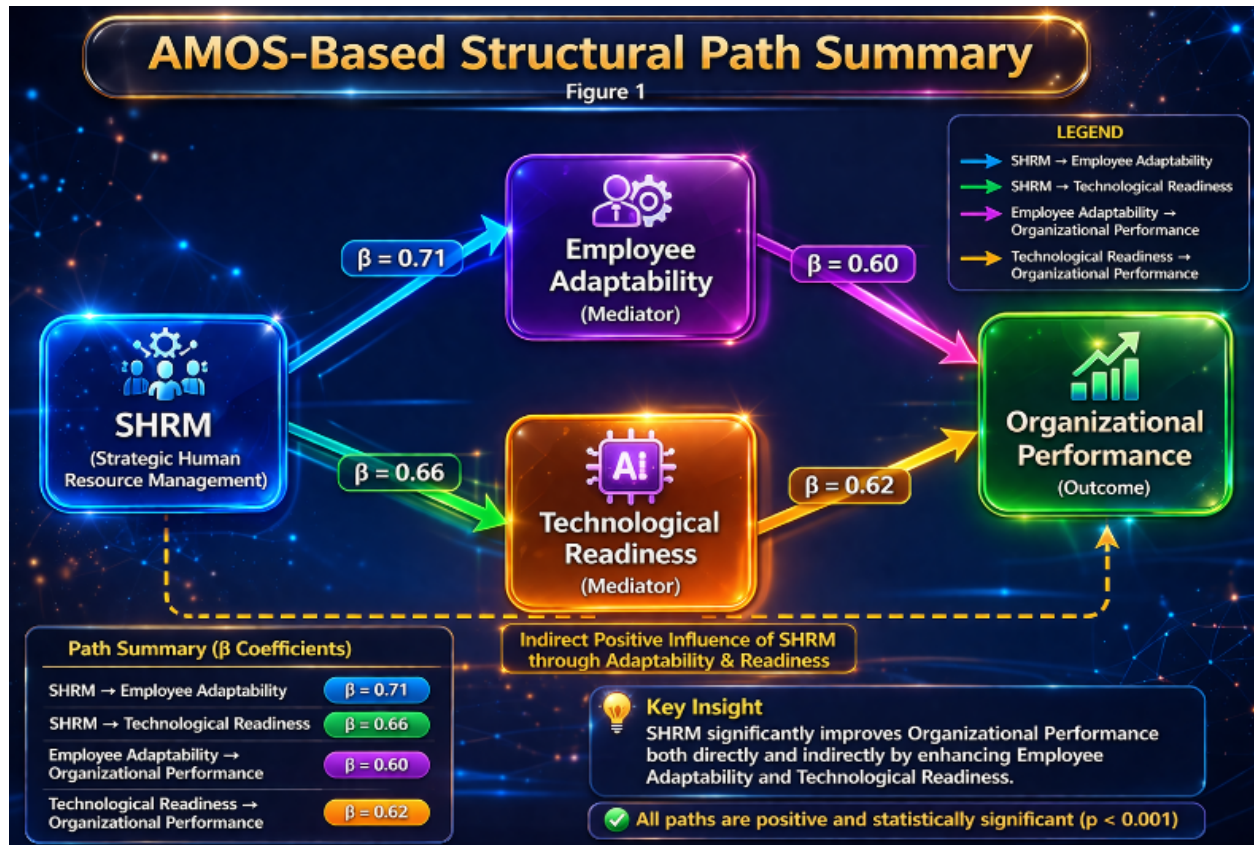 AMOS-Based Structural Path Summary
Figure 1
LEGEND
SHRM → Employee Adaptability
SHRM → Technological Readiness
Employee Adaptability →
Organizational Performance
Technological Readiness →
Organizational Performance
Employee
Adaptability
(Mediator)
β = 0.71
β = 0.60
SHRM
(Strategic Human
Resource Management)
Organizational
Performance
(Outcome)
β = 0.66
Ai
Technological
Readiness
(Mediator)
β = 0.62
Indirect Positive Influence of SHRM
through Adaptability & Readiness
Path Summary (β Coefficients)
SHRM → Employee Adaptability β = 0.71
SHRM → Technological Readiness β = 0.66
Employee Adaptability →
Organizational Performance β = 0.60
Technological Readiness →
Organizational Performance β = 0.62
Key Insight
SHRM significantly improves Organizational Performance
both directly and indirectly by enhancing Employee
Adaptability and Technological Readiness.
All paths are positive and statistically significant (p < 0.001)